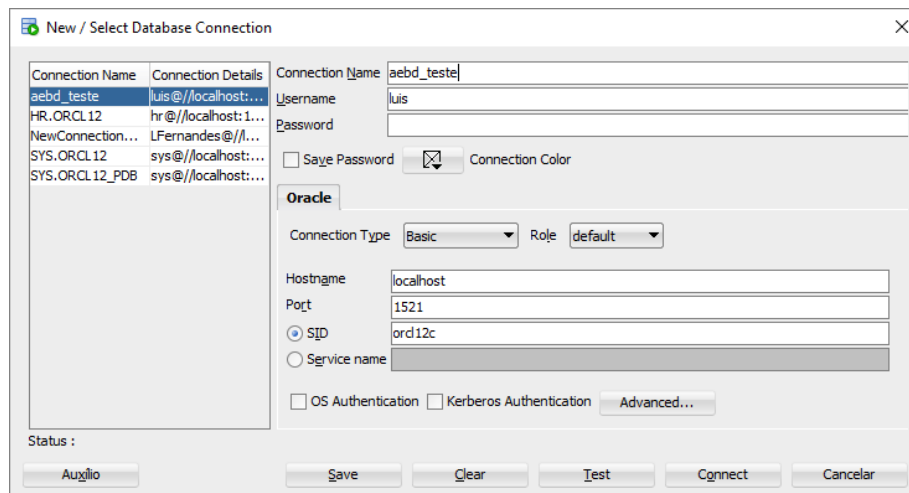 New / Select Database Connection
Connection Name Connection Details
aebd_teste luis@//localhost:...
HR.ORCL12 hr@//localhost:1...
NewConnection... LFernandes@//l...
SYS.ORCL12 sys@//localhost:...
SYS.ORCL12_PDB sys@//localhost:...
Connection Name aebd_teste
Username luis
Password
Save Password Connection Color
Oracle
Connection Type Basic Role default
Hostname localhost
Port 1521
SID orcl12c
Service name
OS Authentication Kerberos Authentication Advanced...
Status :
Auxílio Save Clear Test Connect Cancelar